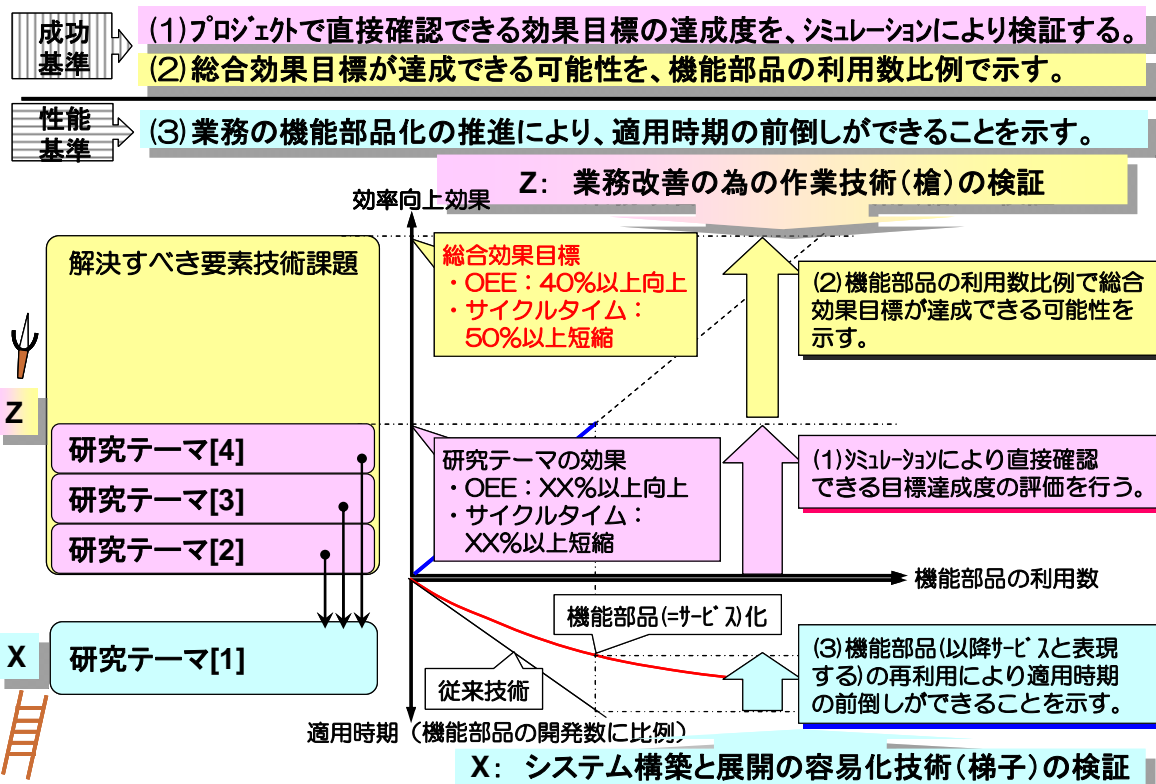 成功
基準
(1)プロジェクトで直接確認できる効果目標の達成度を、シミュレーションにより検証する。
(2)総合効果目標が達成できる可能性を、機能部品の利用数比例で示す。
性能
基準
(3)業務の機能部品化の推進により、適用時期の前倒しができることを示す。
Z: 業務改善の為の作業技術(槍)の検証
効率向上効果
解決すべき要素技術課題
総合効果目標
・OEE:40%以上向上
・サイクルタイム:
50%以上短縮
(2)機能部品の利用数比例で総合
効果目標が達成できる可能性を
示す。
Z
研究テーマ[4]
研究テーマ[3]
研究テーマ[2]
研究テーマの効果
・OEE:XX%以上向上
・サイクルタイム:
XX%以上短縮
(1)シミュレーションにより直接確認
できる目標達成度の評価を行う。
機能部品の利用数
機能部品(=サービス)化
X
研究テーマ[1]
従来技術
(3)機能部品(以降サービスと表現
する)の再利用により適用時期
の前倒しができることを示す。
適用時期(機能部品の開発数に比例)
X: システム構築と展開の容易化技術(梯子)の検証